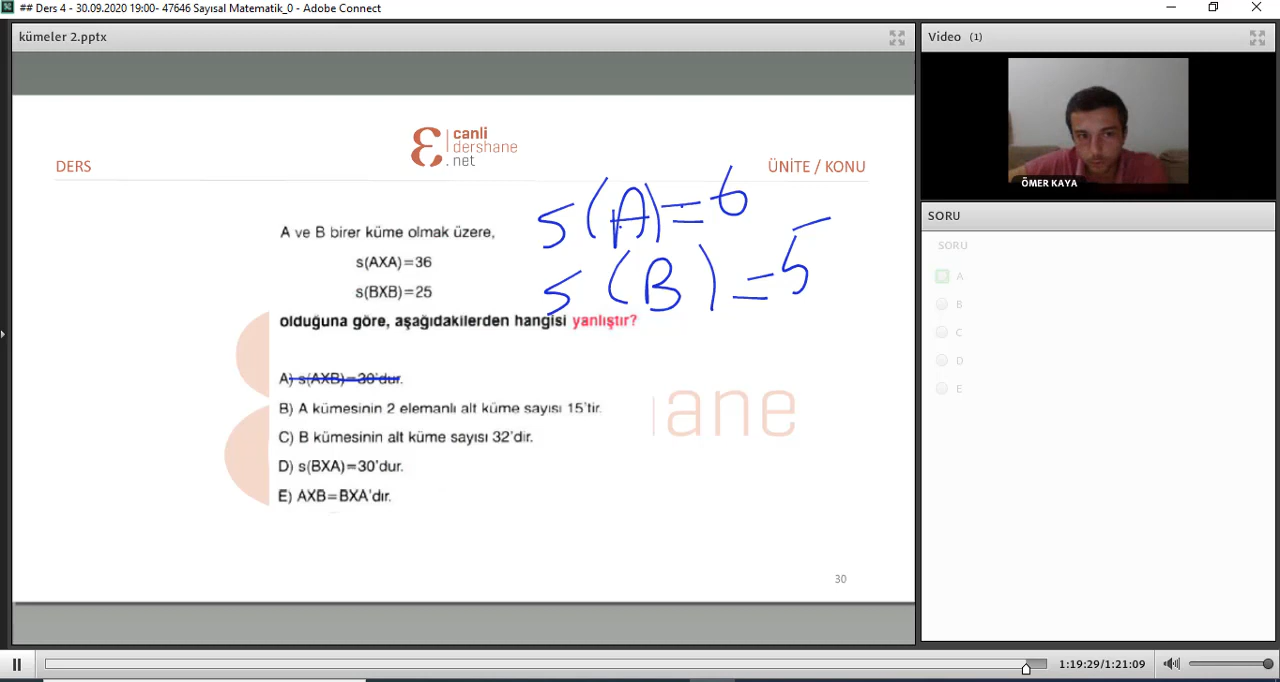 ## Ders 4 - 30.09.2020 19:00- 47646 Sayısal Matematik_0 - Adobe Connect
kümeler 2.pptx
Video (1)
canli
dershane
.net
DERS
ÜNİTE / KONU
ÖMER KAYA
A ve B birer küme olmak üzere,
s(AXA)=36
s(BXB)=25
s(A)=6
s(B)=5
olduğuna göre, aşağıdakilerden hangisi yanlıştır?
A) s(AXB)=30'dur.
B) A kümesinin 2 elemanlı alt küme sayısı 15'tir.
C) B kümesinin alt küme sayısı 32'dir.
D) s(BXA)=30'dur.
E) AXB=BXA'dır.
ane
30
SORU
SORU
A
B
C
D
E
1:19:29/1:21:09